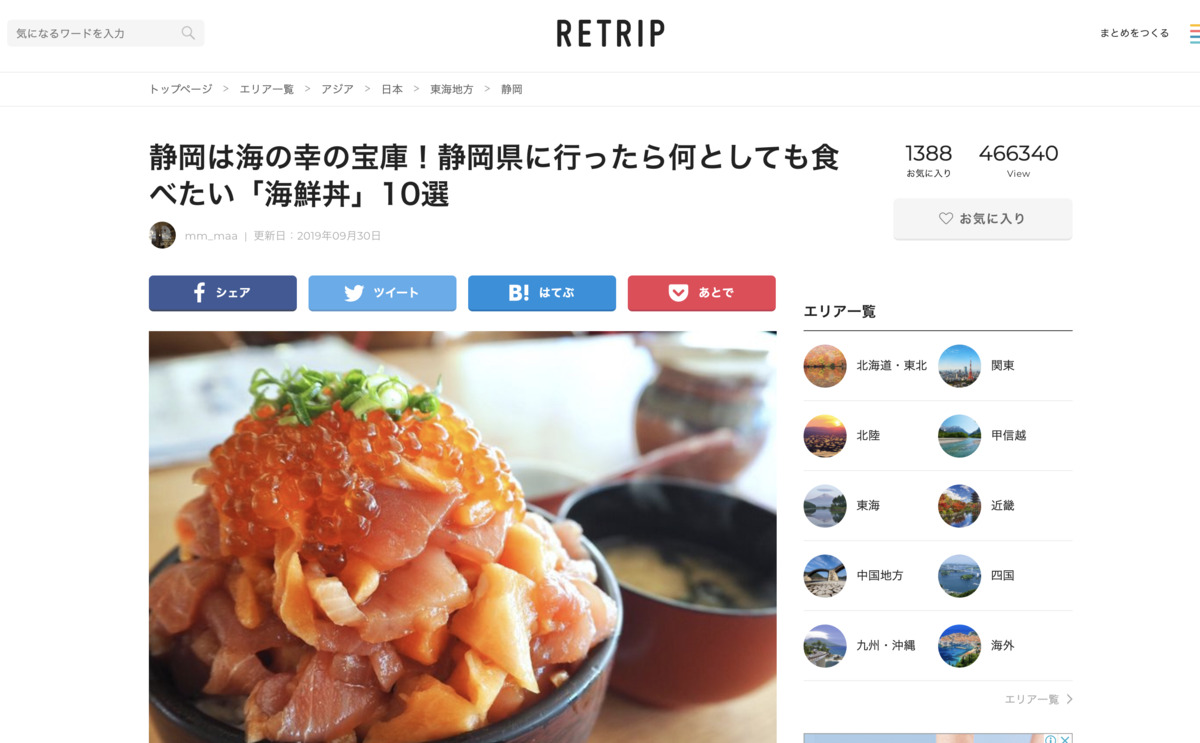 気になるワードを入力
RETRIP
まとめをつくる
トップページ > エリア一覧 > アジア > 日本 > 東海地方 > 静岡
静岡は海の幸の宝庫！静岡県に行ったら何としても食
べたい「海鮮丼」10選
mm_maa | 更新日：2019年09月30日
1388
お気に入り
466340
View
お気に入り
シェア
ツイート
B! はてぶ
あとで
エリア一覧
北海道・東北
関東
北陸
甲信越
東海
近畿
中国地方
四国
九州・沖縄
海外
エリア一覧